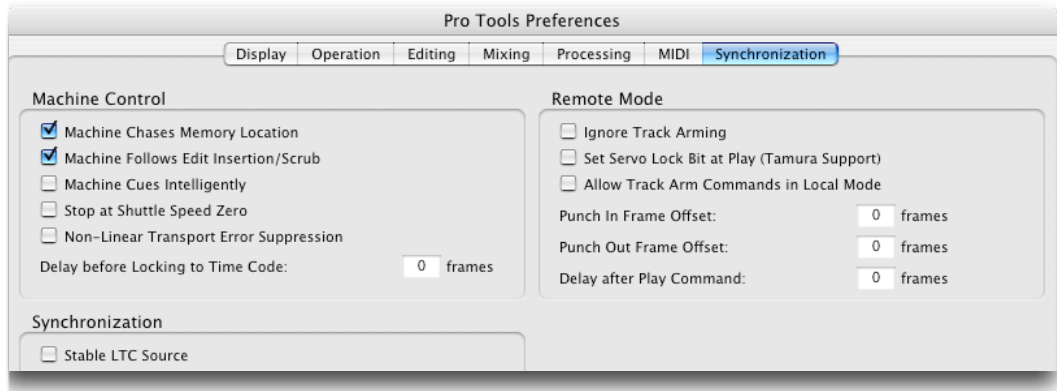 Pro Tools Preferences
Display Operation Editing Mixing Processing MIDI Synchronization
Machine Control
Machine Chases Memory Location
Machine Follows Edit Insertion/Scrub
Machine Cues Intelligently
Stop at Shuttle Speed Zero
Non-Linear Transport Error Suppression
Delay before Locking to Time Code: 0 frames
Synchronization
Stable LTC Source
Remote Mode
Ignore Track Arming
Set Servo Lock Bit at Play (Tamura Support)
Allow Track Arm Commands in Local Mode
Punch In Frame Offset: 0 frames
Punch Out Frame Offset: 0 frames
Delay after Play Command: 0 frames